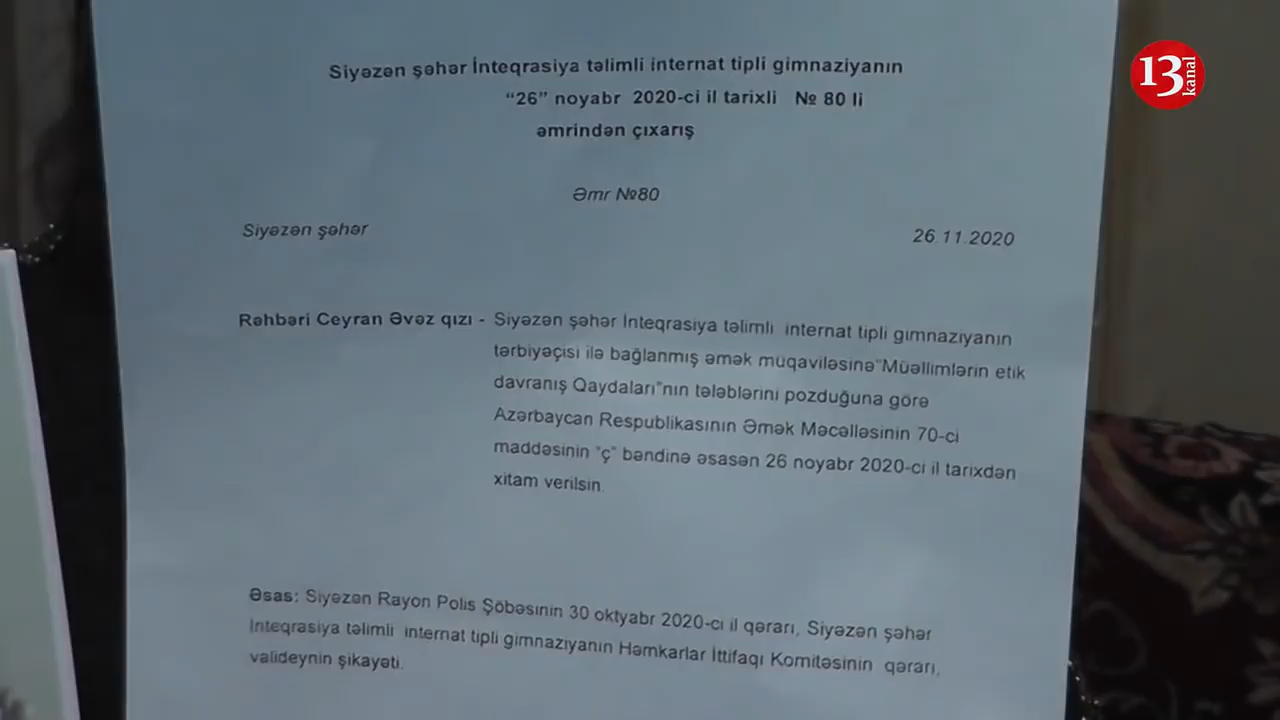 Siyəzən şəhər İnteqrasiya təlimli internat tipli gimnaziyanın
“26” noyabr 2020-ci il tarixli № 80 li
əmrindən çıxarış
Əmr №80
Siyəzən şəhər 26.11.2020
Rəhbəri Ceyran Əvəz qızı - Siyəzən şəhər İnteqrasiya təlimli internat tipli gimnaziyanın
tərbiyəçisi ilə bağlanmış əmək müqaviləsinə“Müəllimlərin etik
davranış Qaydaları”nın tələblərini pozduğuna görə
Azərbaycan Respublikasının Əmək Məcəlləsinin 70-ci
maddəsinin “ç” bəndinə əsasən 26 noyabr 2020-ci il tarixdən
xitam verilsin.
Əsas: Siyəzən Rayon Polis Şöbəsinin 30 oktyabr 2020-ci il qərarı, Siyəzən şəhər
İnteqrasiya təlimli internat tipli gimnaziyanın Həmkarlar İttifaqı Komitəsinin qərarı,
valideynin şikayəti.
13 kanal